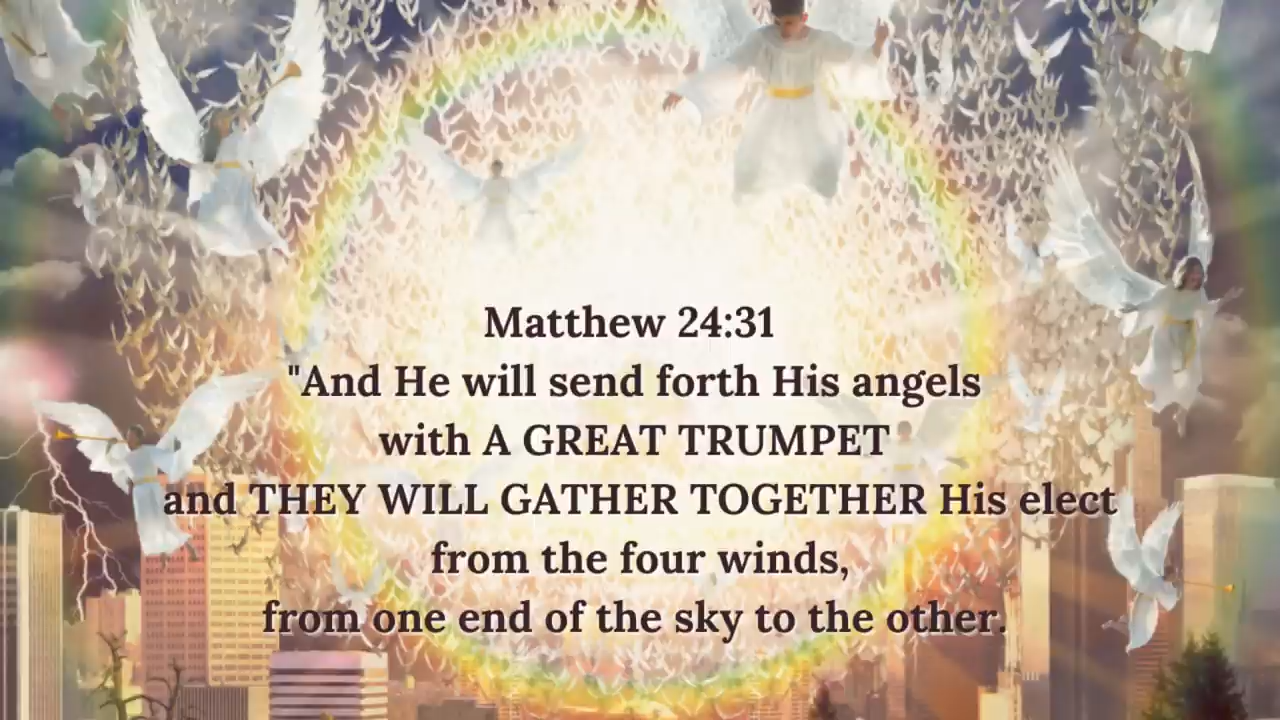 Matthew 24:31
"And He will send forth His angels
with A GREAT TRUMPET
and THEY WILL GATHER TOGETHER His elect
from the four winds,
from one end of the sky to the other.